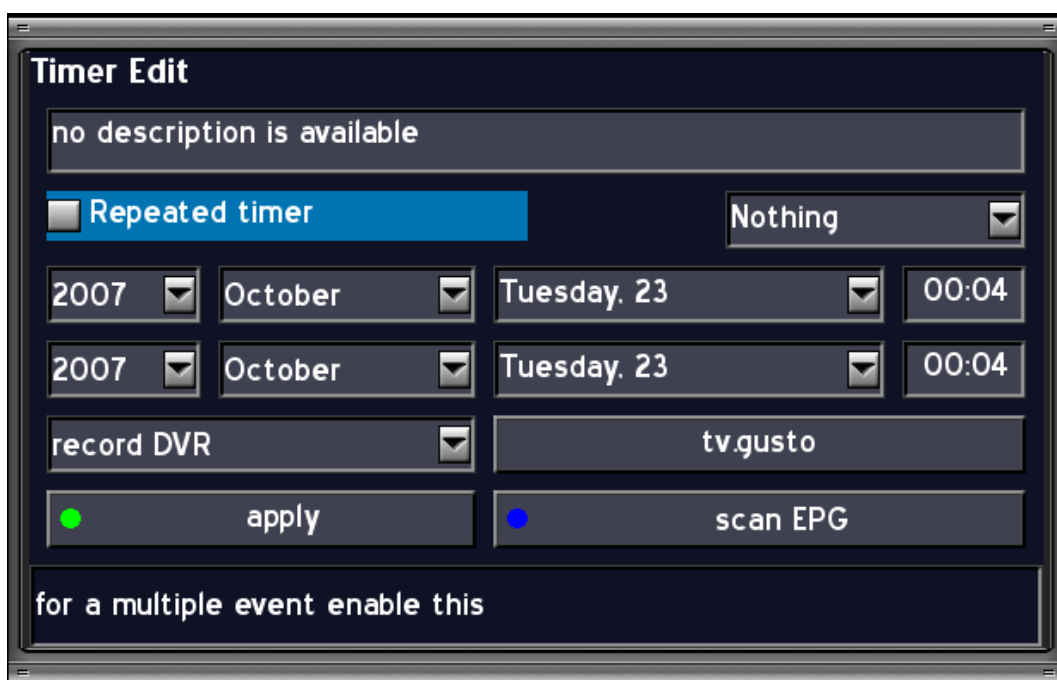 Timer Edit
no description is available
Repeated timer
Nothing
2007 October Tuesday, 23 00:04
2007 October Tuesday, 23 00:04
record DVR tv.gusto
apply scan EPG
for a multiple event enable this